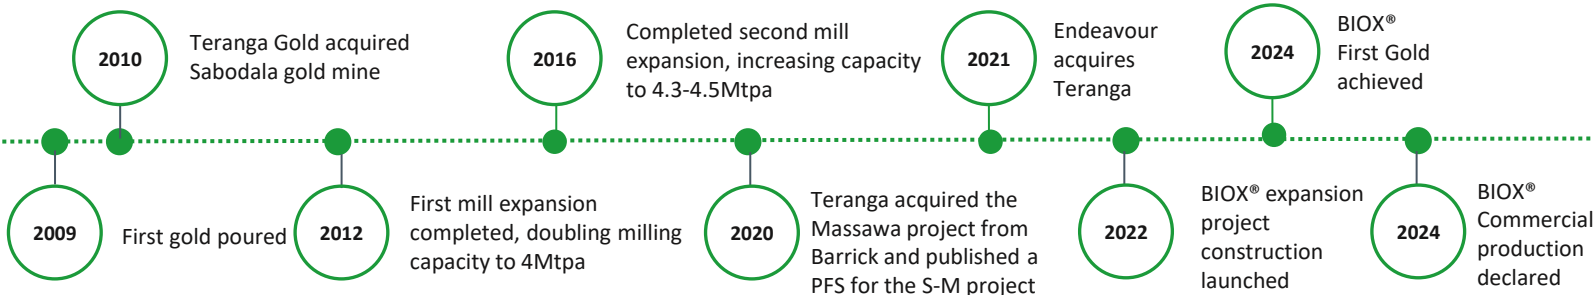 2009
First gold poured
2010
Teranga Gold acquired
Sabodala gold mine
2012
First mill expansion
completed, doubling milling
capacity to 4Mtpa
2016
Completed second mill
expansion, increasing capacity
to 4.3-4.5Mtpa
2020
Teranga acquired the
Massawa project from
Barrick and published a
PFS for the S-M project
2021
Endeavour
acquires
Teranga
2022
BIOX® expansion
project
construction
launched
2024
BIOX®
First Gold
achieved
2024
BIOX®
Commercial
production
declared